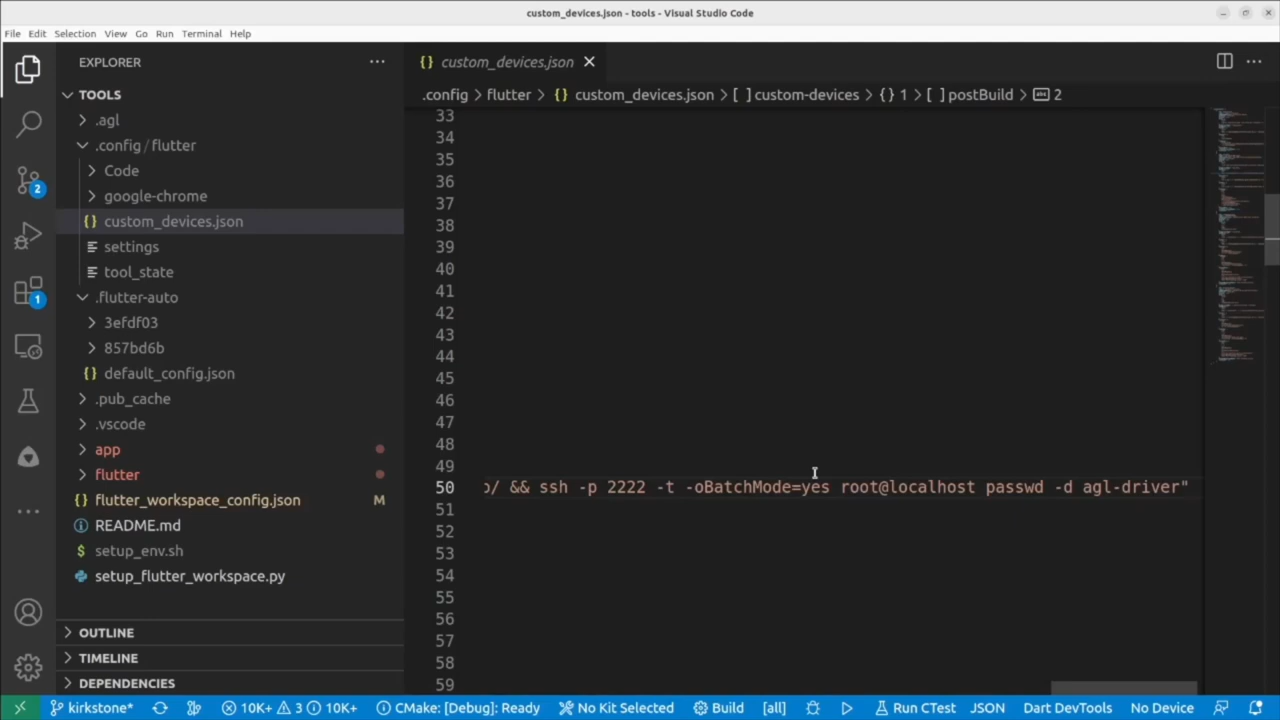 custom_devices.json - tools - Visual Studio Code
File Edit Selection View Go Run Terminal Help
EXPLORER
custom_devices.json
TOOLS
.config > flutter > {} custom_devices.json > [ ] custom-devices > {} 1 > [ ] postBuild > abc 2
.agl
.config / flutter
Code
google-chrome
{} custom_devices.json
settings
tool_state
.flutter-auto
3efdf03
857bd6b
{} default_config.json
.pub_cache
.vscode
app
flutter
{} flutter_workspace_config.json M
README.md
$ setup_env.sh
setup_flutter_workspace.py
OUTLINE
TIMELINE
DEPENDENCIES
2
1
33
34
35
36
37
38
39
40
41
42
43
44
45
46
47
48
49
50 / && ssh -p 2222 -t -oBatchMode=yes root@localhost passwd -d agl-driver"
51
52
53
54
55
56
57
58
59
kirkstone* 10K+ 3 10K+ CMake: [Debug]: Ready No Kit Selected Build [all] Run CTest JSON Dart DevTools No Device